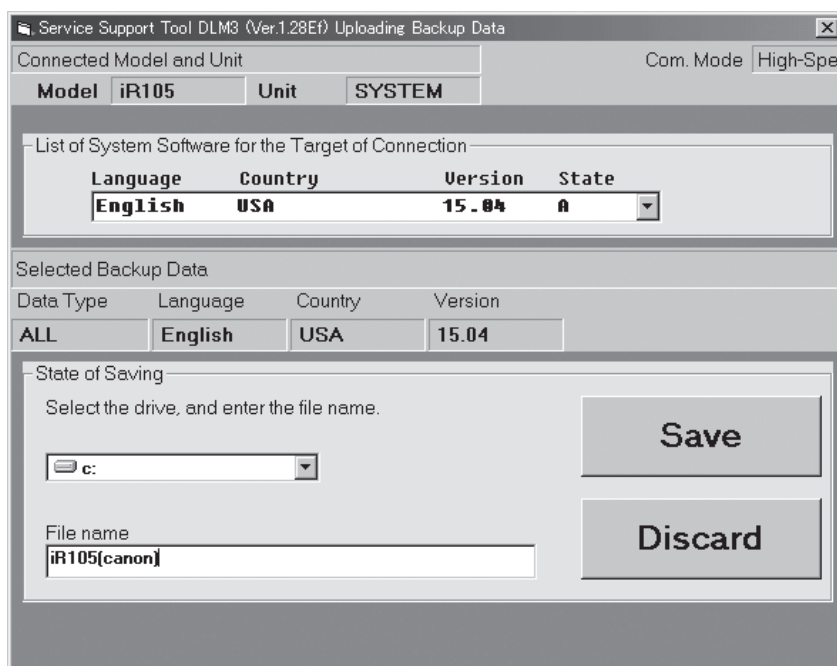 Service Support Tool DLM3 (Ver.1.28Ef) Uploading Backup Data
Connected Model and Unit Com. Mode High-Spe
Model iR105 Unit SYSTEM
List of System Software for the Target of Connection
Language Country Version State
English USA 15.04 A
Selected Backup Data
Data Type Language Country Version
ALL English USA 15.04
State of Saving
Select the drive, and enter the file name.
Save
c:
Discard
File name
iR105(canon)